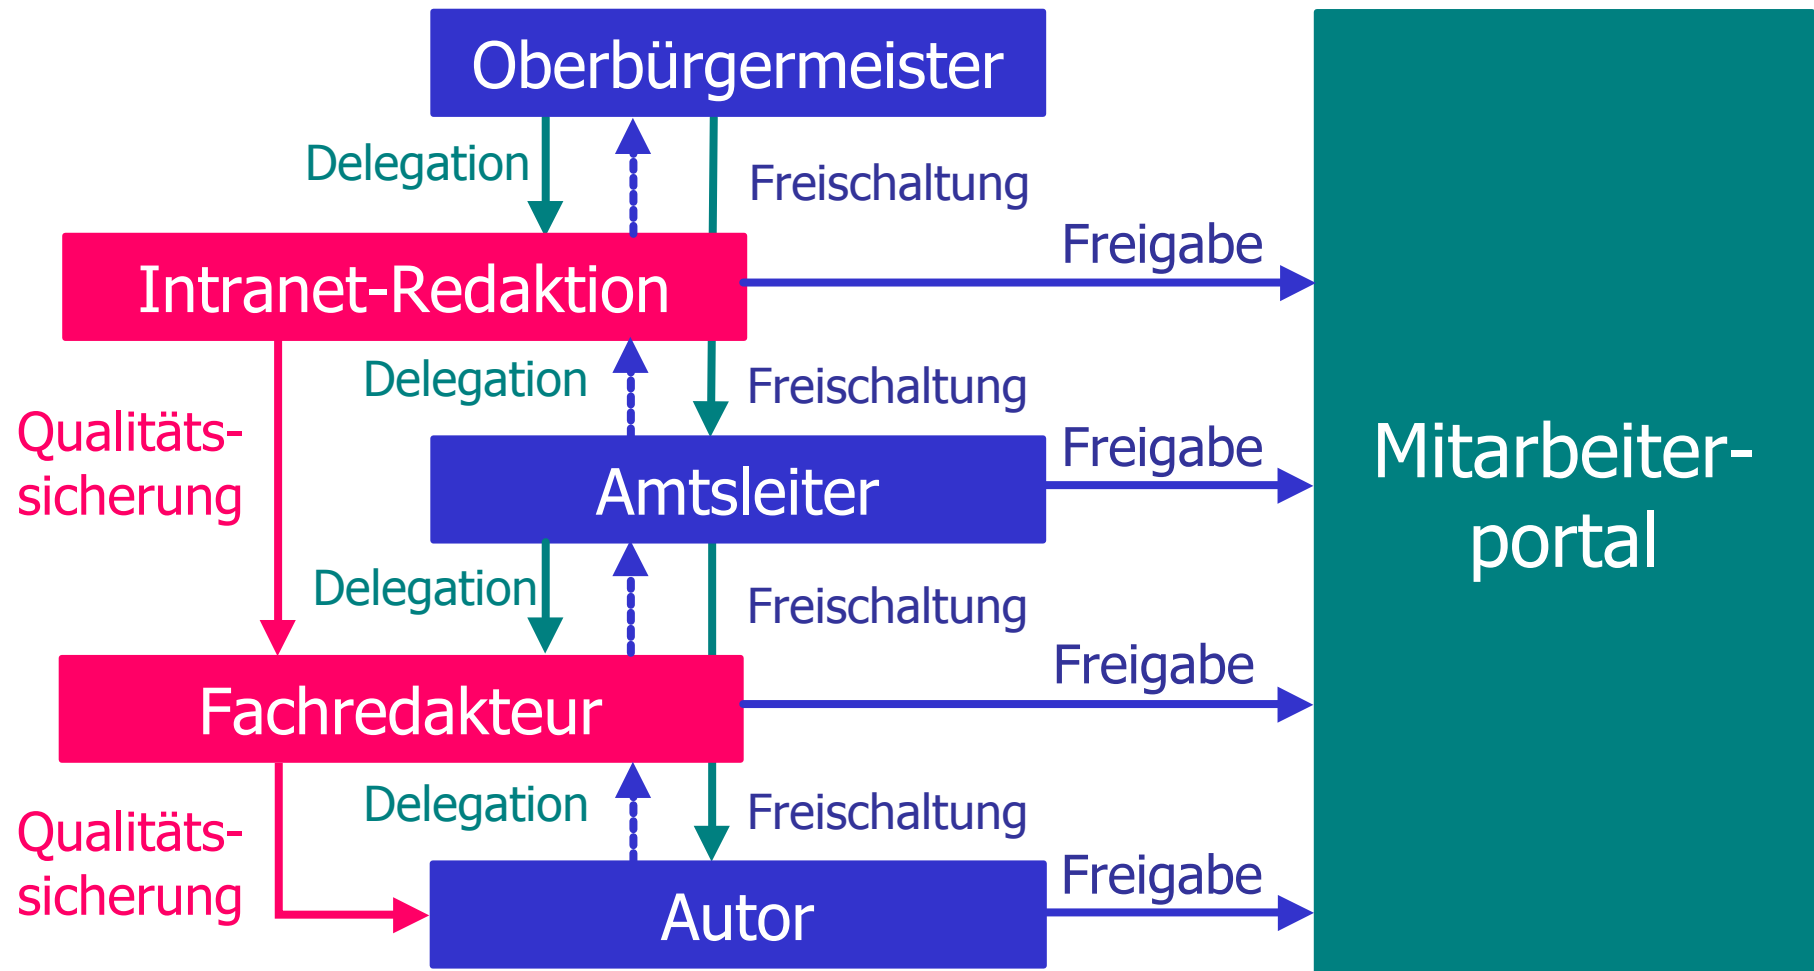 Oberbürgermeister
Delegation
Freischaltung
Freigabe
Intranet-Redaktion
Delegation
Freischaltung
Qualitäts-
sicherung
Freigabe
Amtsleiter
Mitarbeiter-
portal
Delegation
Freischaltung
Freigabe
Fachredakteur
Delegation
Freischaltung
Qualitäts-
sicherung
Freigabe
Autor